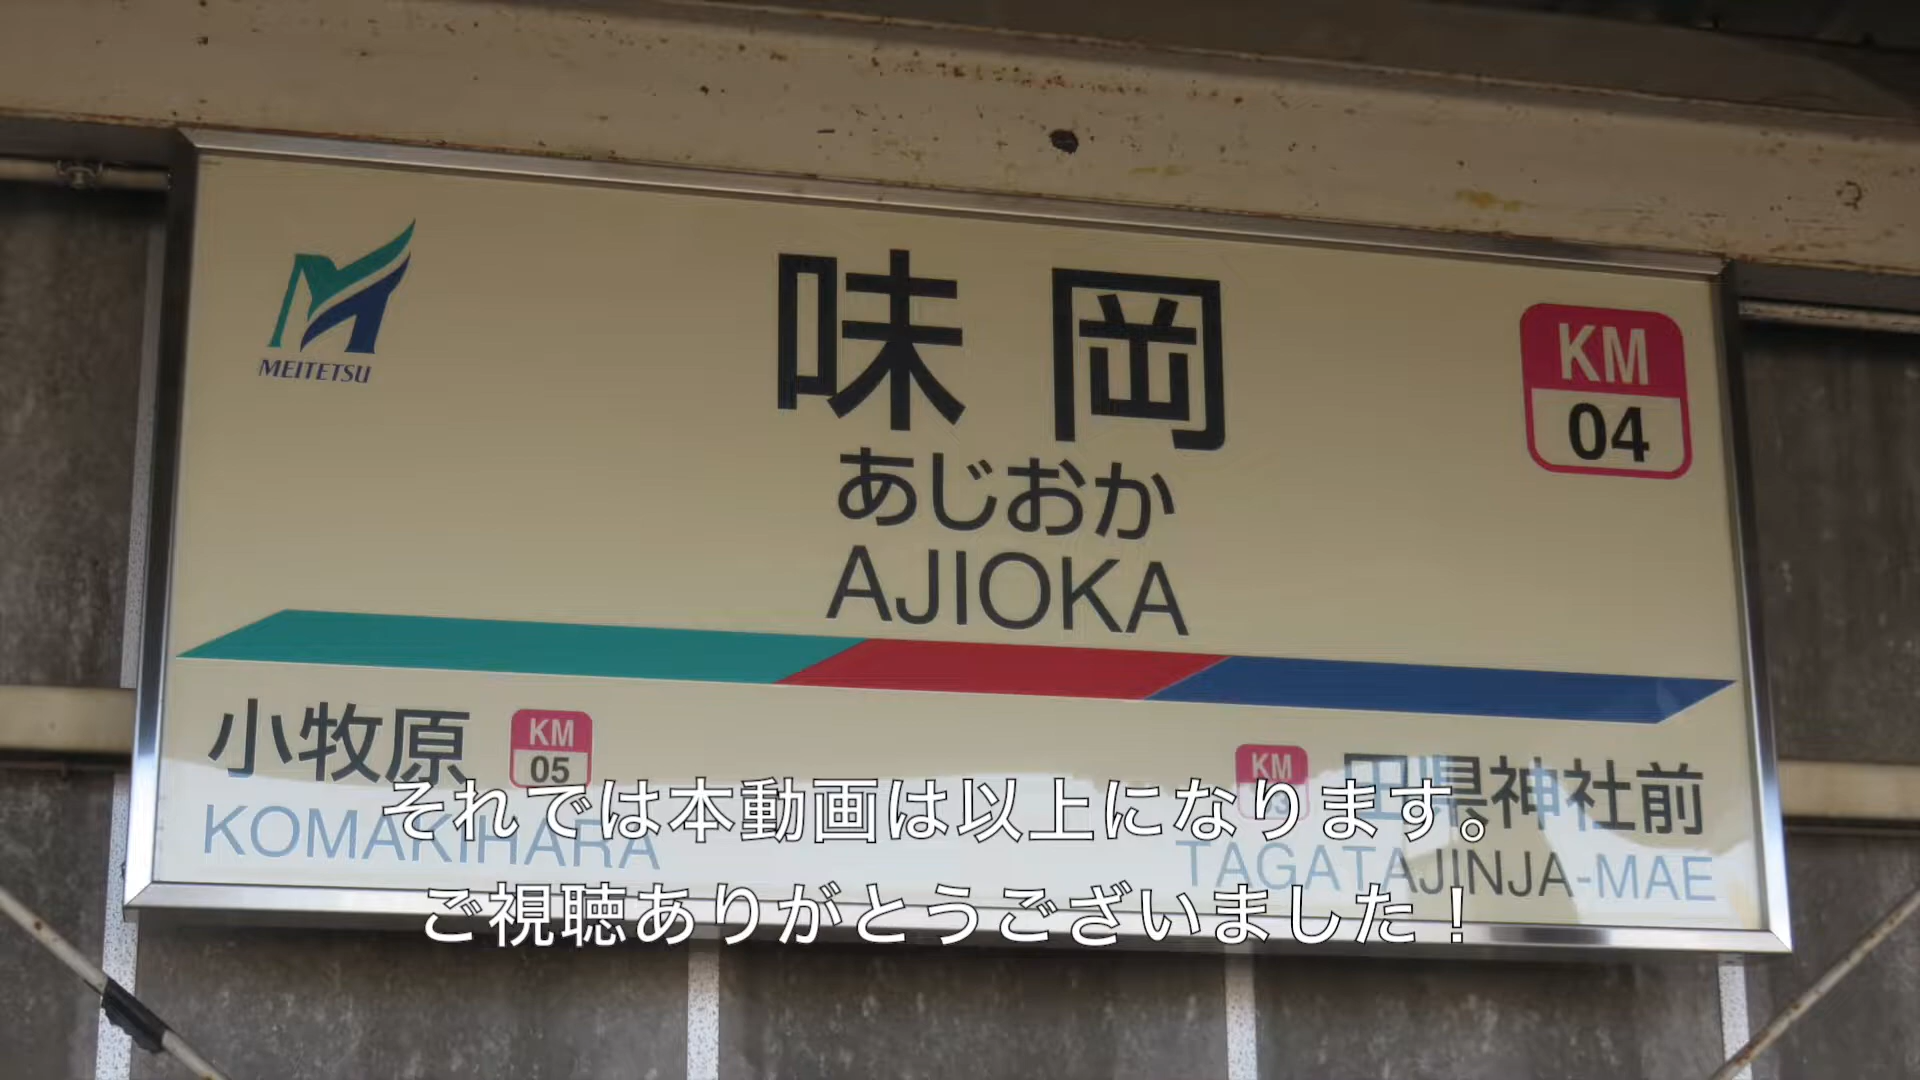 MEITETSU
味岡
あじおか
AJIOKA
KM
04
小牧原
KM
05
KOMAKIHARA
KM
田県神社前
TAGATAJINJA-MAE
それでは本動画は以上になります。
ご視聴ありがとうございました！